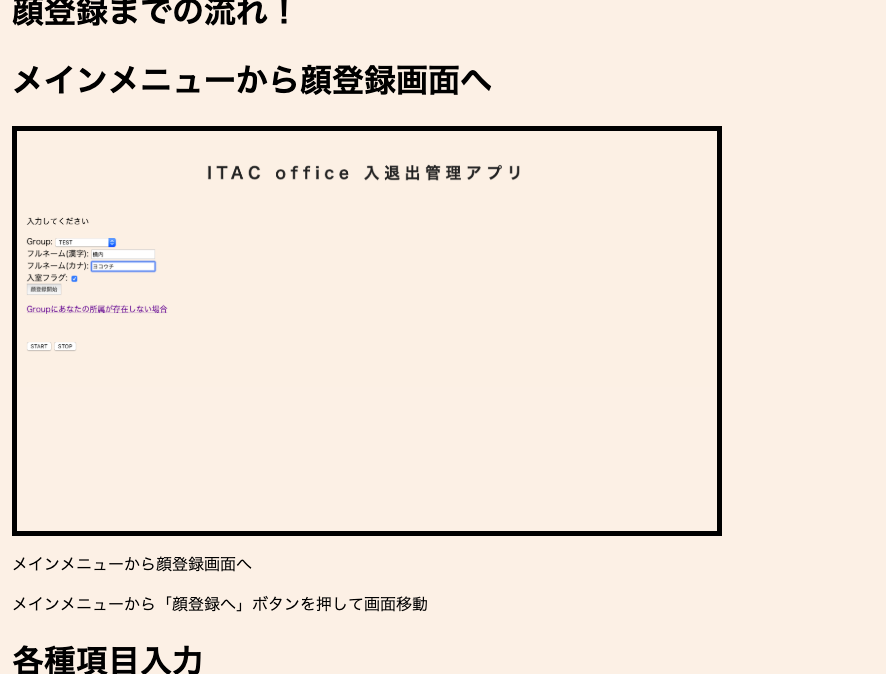 顔登録までの流れ！
メインメニューから顔登録画面へ
ITAC office 入退出管理アプリ
入力してください
Group: TEST
フルネーム(漢字): 横内
フルネーム(カナ): ヨコウチ
入室フラグ:
顔登録開始
Groupにあなたの所属が存在しない場合
START STOP
メインメニューから顔登録画面へ
メインメニューから「顔登録へ」ボタンを押して画面移動
各種項目入力